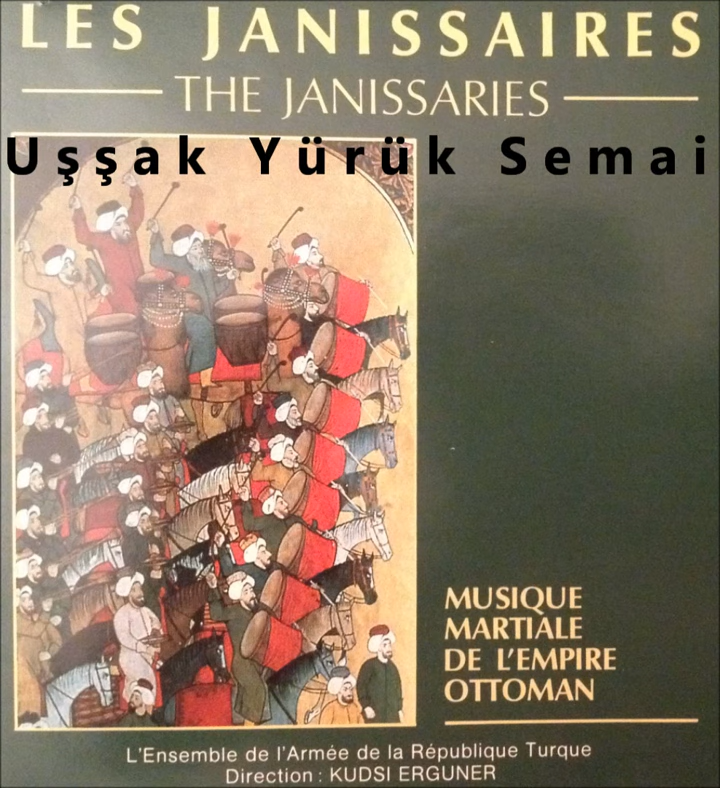 LES JANISSAIRES
THE JANISSARIES
Uşşak Yürük Semai
MUSIQUE
MARTIALE
DE L'EMPIRE
OTTOMAN
L'Ensemble de l'Armée de la République Turque
Direction : KUDSI ERGUNER